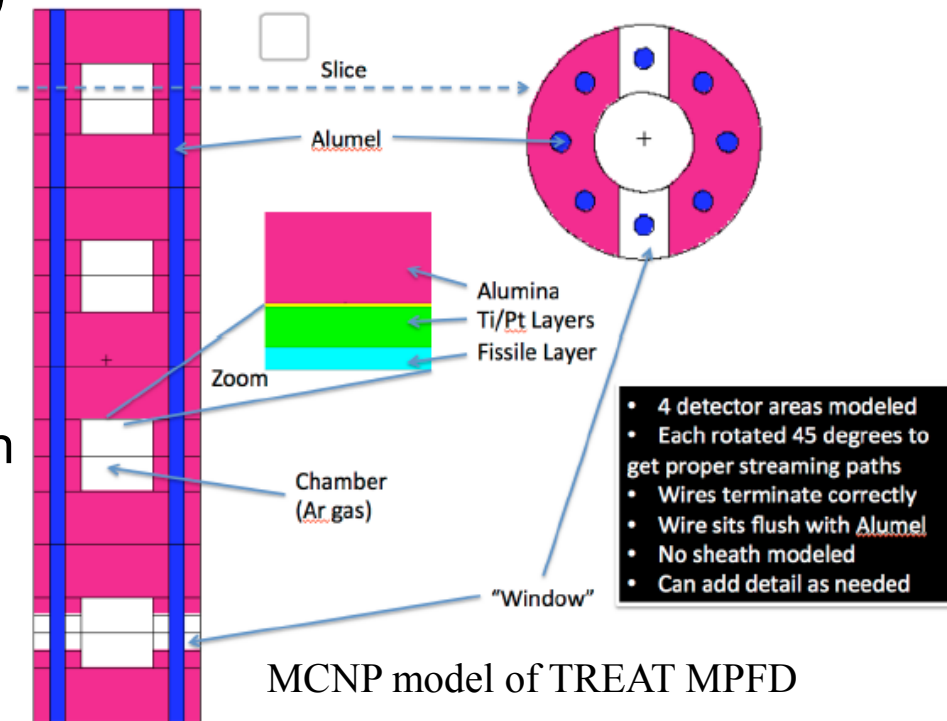 )
Slice
Alumel
Alumina
Ti/Pt Layers
Fissile Layer
Zoom
n
Chamber
(Ar gas)
• 4 detector areas modeled
• Each rotated 45 degrees to
get proper streaming paths
• Wires terminate correctly
• Wire sits flush with Alumel
• No sheath modeled
• Can add detail as needed
“Window”
MCNP model of TREAT MPFD